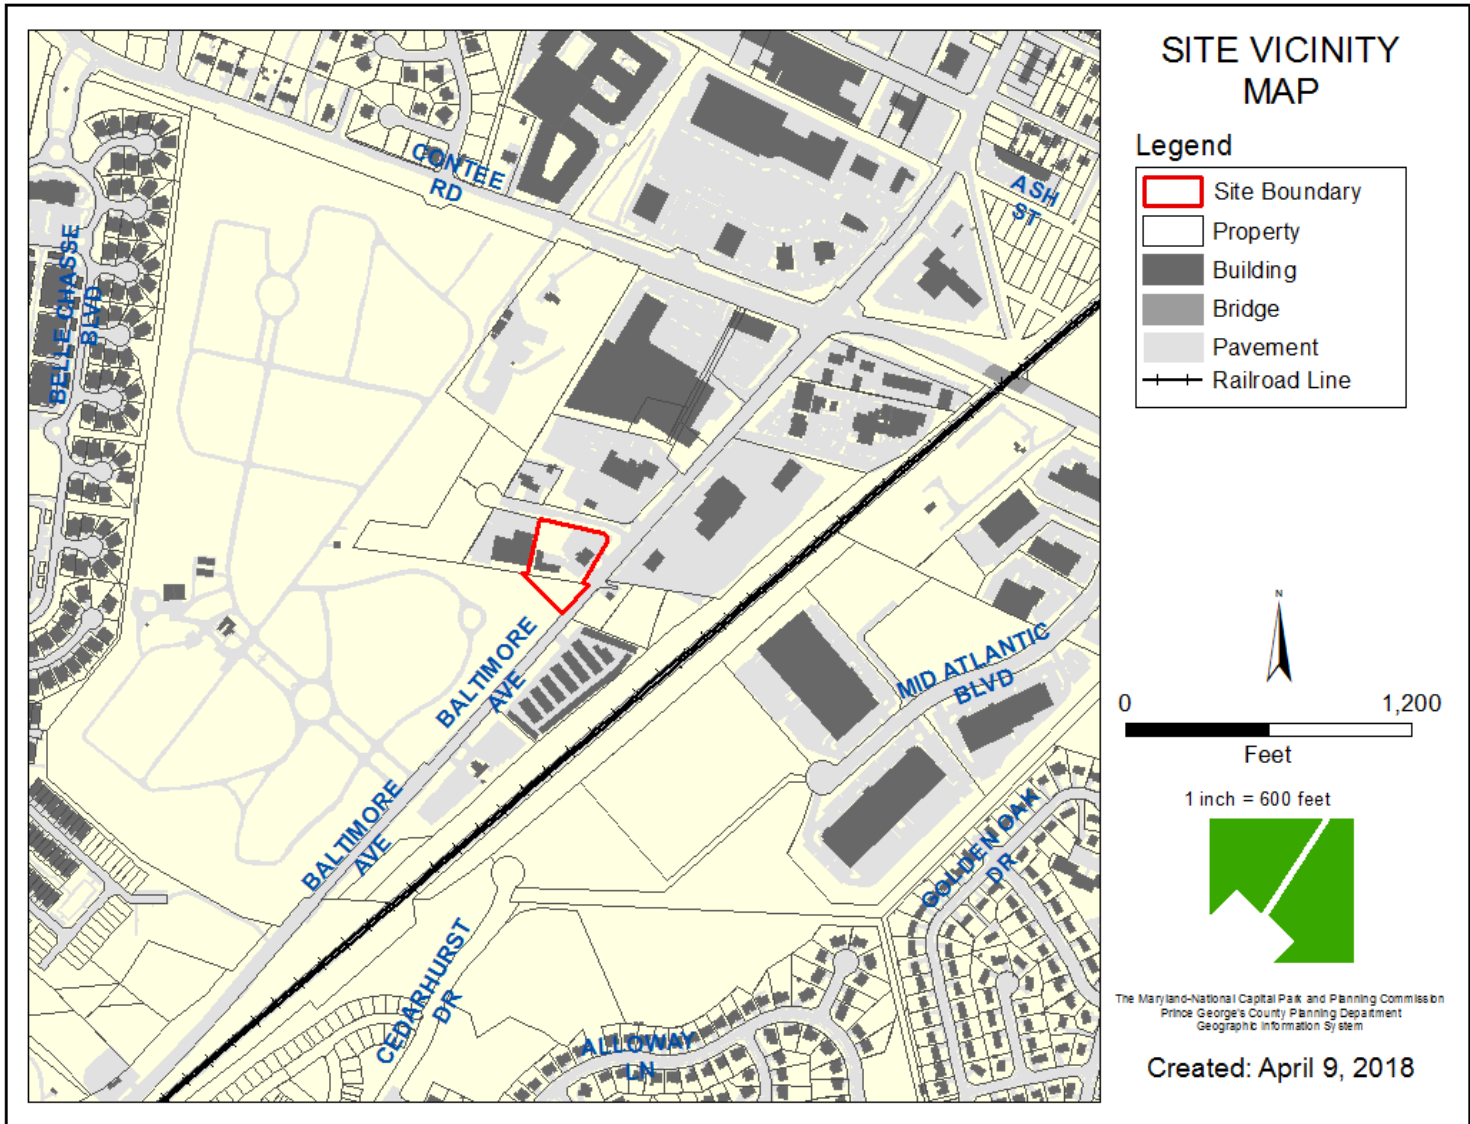 SITE VICINITY
MAP
Legend
Site Boundary
Property
Building
Bridge
Pavement
Railroad Line
CONTEE
RD
ASH
ST
BELLE CHASSE
BLVD
BALTIMORE
AVE
MID ATLANTIC
BLVD
BALTIMORE
AVE
GOLDEN OAK
DR
CEDARHURST
DR
ALLOWAY
LN
N
0 1,200
Feet
1 inch = 600 feet
The Maryland-National Capital Park and Planning Commission
Prince George's County Planning Department
Geographic Information System
Created: April 9, 2018